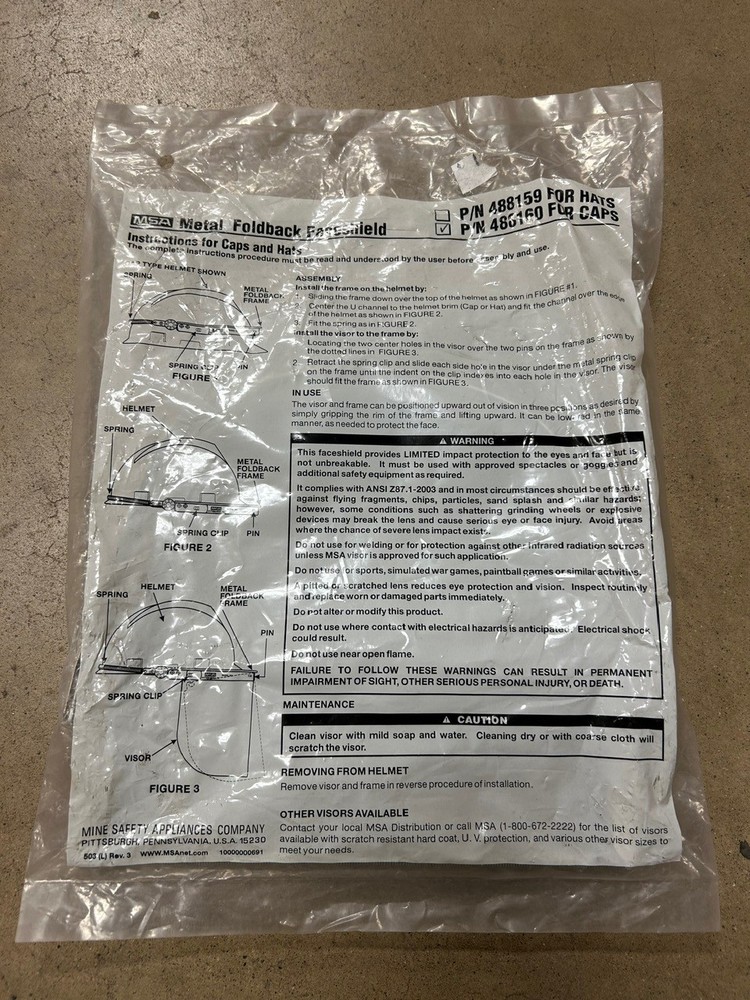 MSA Metal Foldback Faceshield
P/N 488159 FOR HATS
P/N 488160 FOR CAPS
Instructions for Caps and Hats
The complete instructions procedure must be read and understood by the user before assembly and use.
TYPE HELMET SHOWN
SPRING
METAL
FOLDBACK
FRAME
SPRING CLIP
PIN
FIGURE
HELMET
SPRING
METAL
FOLDBACK
FRAME
SPRING CLIP
PIN
FIGURE 2
HELMET
SPRING
METAL
FOLDBACK
FRAME
PIN
SPRING CLIP
VISOR
FIGURE 3
ASSEMBLY
Install the frame on the helmet by:
1. Sliding the frame down over the top of the helmet as shown in FIGURE #1.
2. Center the U channel to the helmet brim (Cap or Hat) and fit the channel over the edge
of the helmet as shown in FIGURE 2.
3. Fit the spring as in FIGURE 2.
Install the visor to the frame by:
Locating the two center holes in the visor over the two pins on the frame as shown by
the dotted lines in FIGURE 3.
2. Retract the spring clip and slide each side hole in the visor under the metal spring clip
on the frame until the indent on the clip indexes into each hole in the visor. The visor
should fit the frame as shown in FIGURE 3.
IN USE
The visor and frame can be positioned upward out of vision in three positions as desired by
simply gripping the rim of the frame and lifting upward. It can be lowered in the same
manner, as needed to protect the face.
⚠ WARNING
This faceshield provides LIMITED impact protection to the eyes and face but is
not unbreakable. It must be used with approved spectacles or goggles and
additional safety equipment as required.
It complies with ANSI Z87.1-2003 and in most circumstances should be effective
against flying fragments, chips, particles, sand splash and similar hazards;
however, some conditions such as shattering grinding wheels or explosive
devices may break the lens and cause serious eye or face injury. Avoid areas
where the chance of severe lens impact exists.
Do not use for welding or for protection against other infrared radiation sources
unless MSA visor is approved for such application.
Do not use for sports, simulated war games, paintball games or similar activities.
A pitted or scratched lens reduces eye protection and vision. Inspect routinely
and replace worn or damaged parts immediately.
Do not alter or modify this product.
Do not use where contact with electrical hazards is anticipated. Electrical shock
could result.
Do not use near open flame.
FAILURE TO FOLLOW THESE WARNINGS CAN RESULT IN PERMANENT
IMPAIRMENT OF SIGHT, OTHER SERIOUS PERSONAL INJURY, OR DEATH.
MAINTENANCE
⚠ CAUTION
Clean visor with mild soap and water. Cleaning dry or with coarse cloth will
scratch the visor.
REMOVING FROM HELMET
Remove visor and frame in reverse procedure of installation.
OTHER VISORS AVAILABLE
Contact your local MSA Distribution or call MSA (1-800-672-2222) for the list of visors
available with scratch resistant hard coat, U. V. protection, and various other visor sizes to
meet your needs.
MINE SAFETY APPLIANCES COMPANY
PITTSBURGH, PENNSYLVANIA, U.S.A. 15230
503 (L) Rev. 3 www.MSAnet.com 10000000691